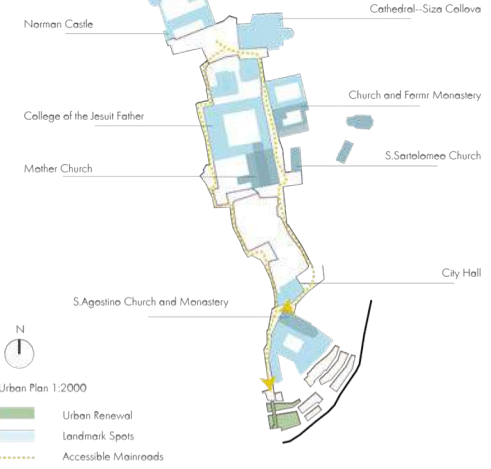 Cathedral--Siza Collova
Norman Castle
Church and Formr Monastery
College of the Jesuit Father
S.Sartolomeo Church
Mother Church
City Hall
S.Agostino Church and Monastery
N
Urban Plan 1:2000
Urban Renewal
Landmark Spots
Accessible Mainroads